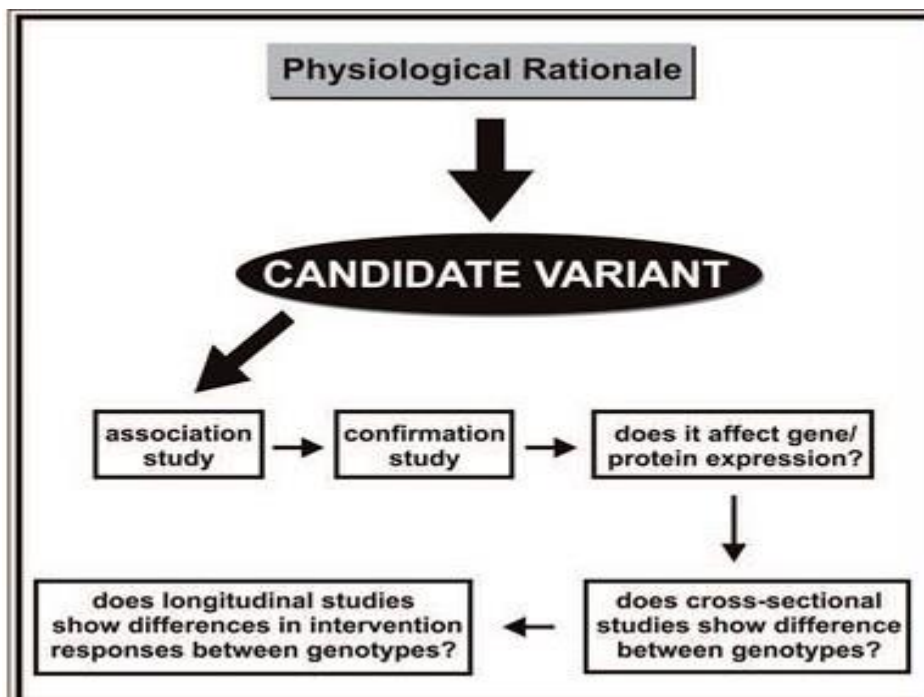 Physiological Rationale
CANDIDATE VARIANT
association
study
confirmation
study
does it affect gene/
protein expression?
does cross-sectional
studies show difference
between genotypes?
does longitudinal studies
show differences in intervention
responses between genotypes?